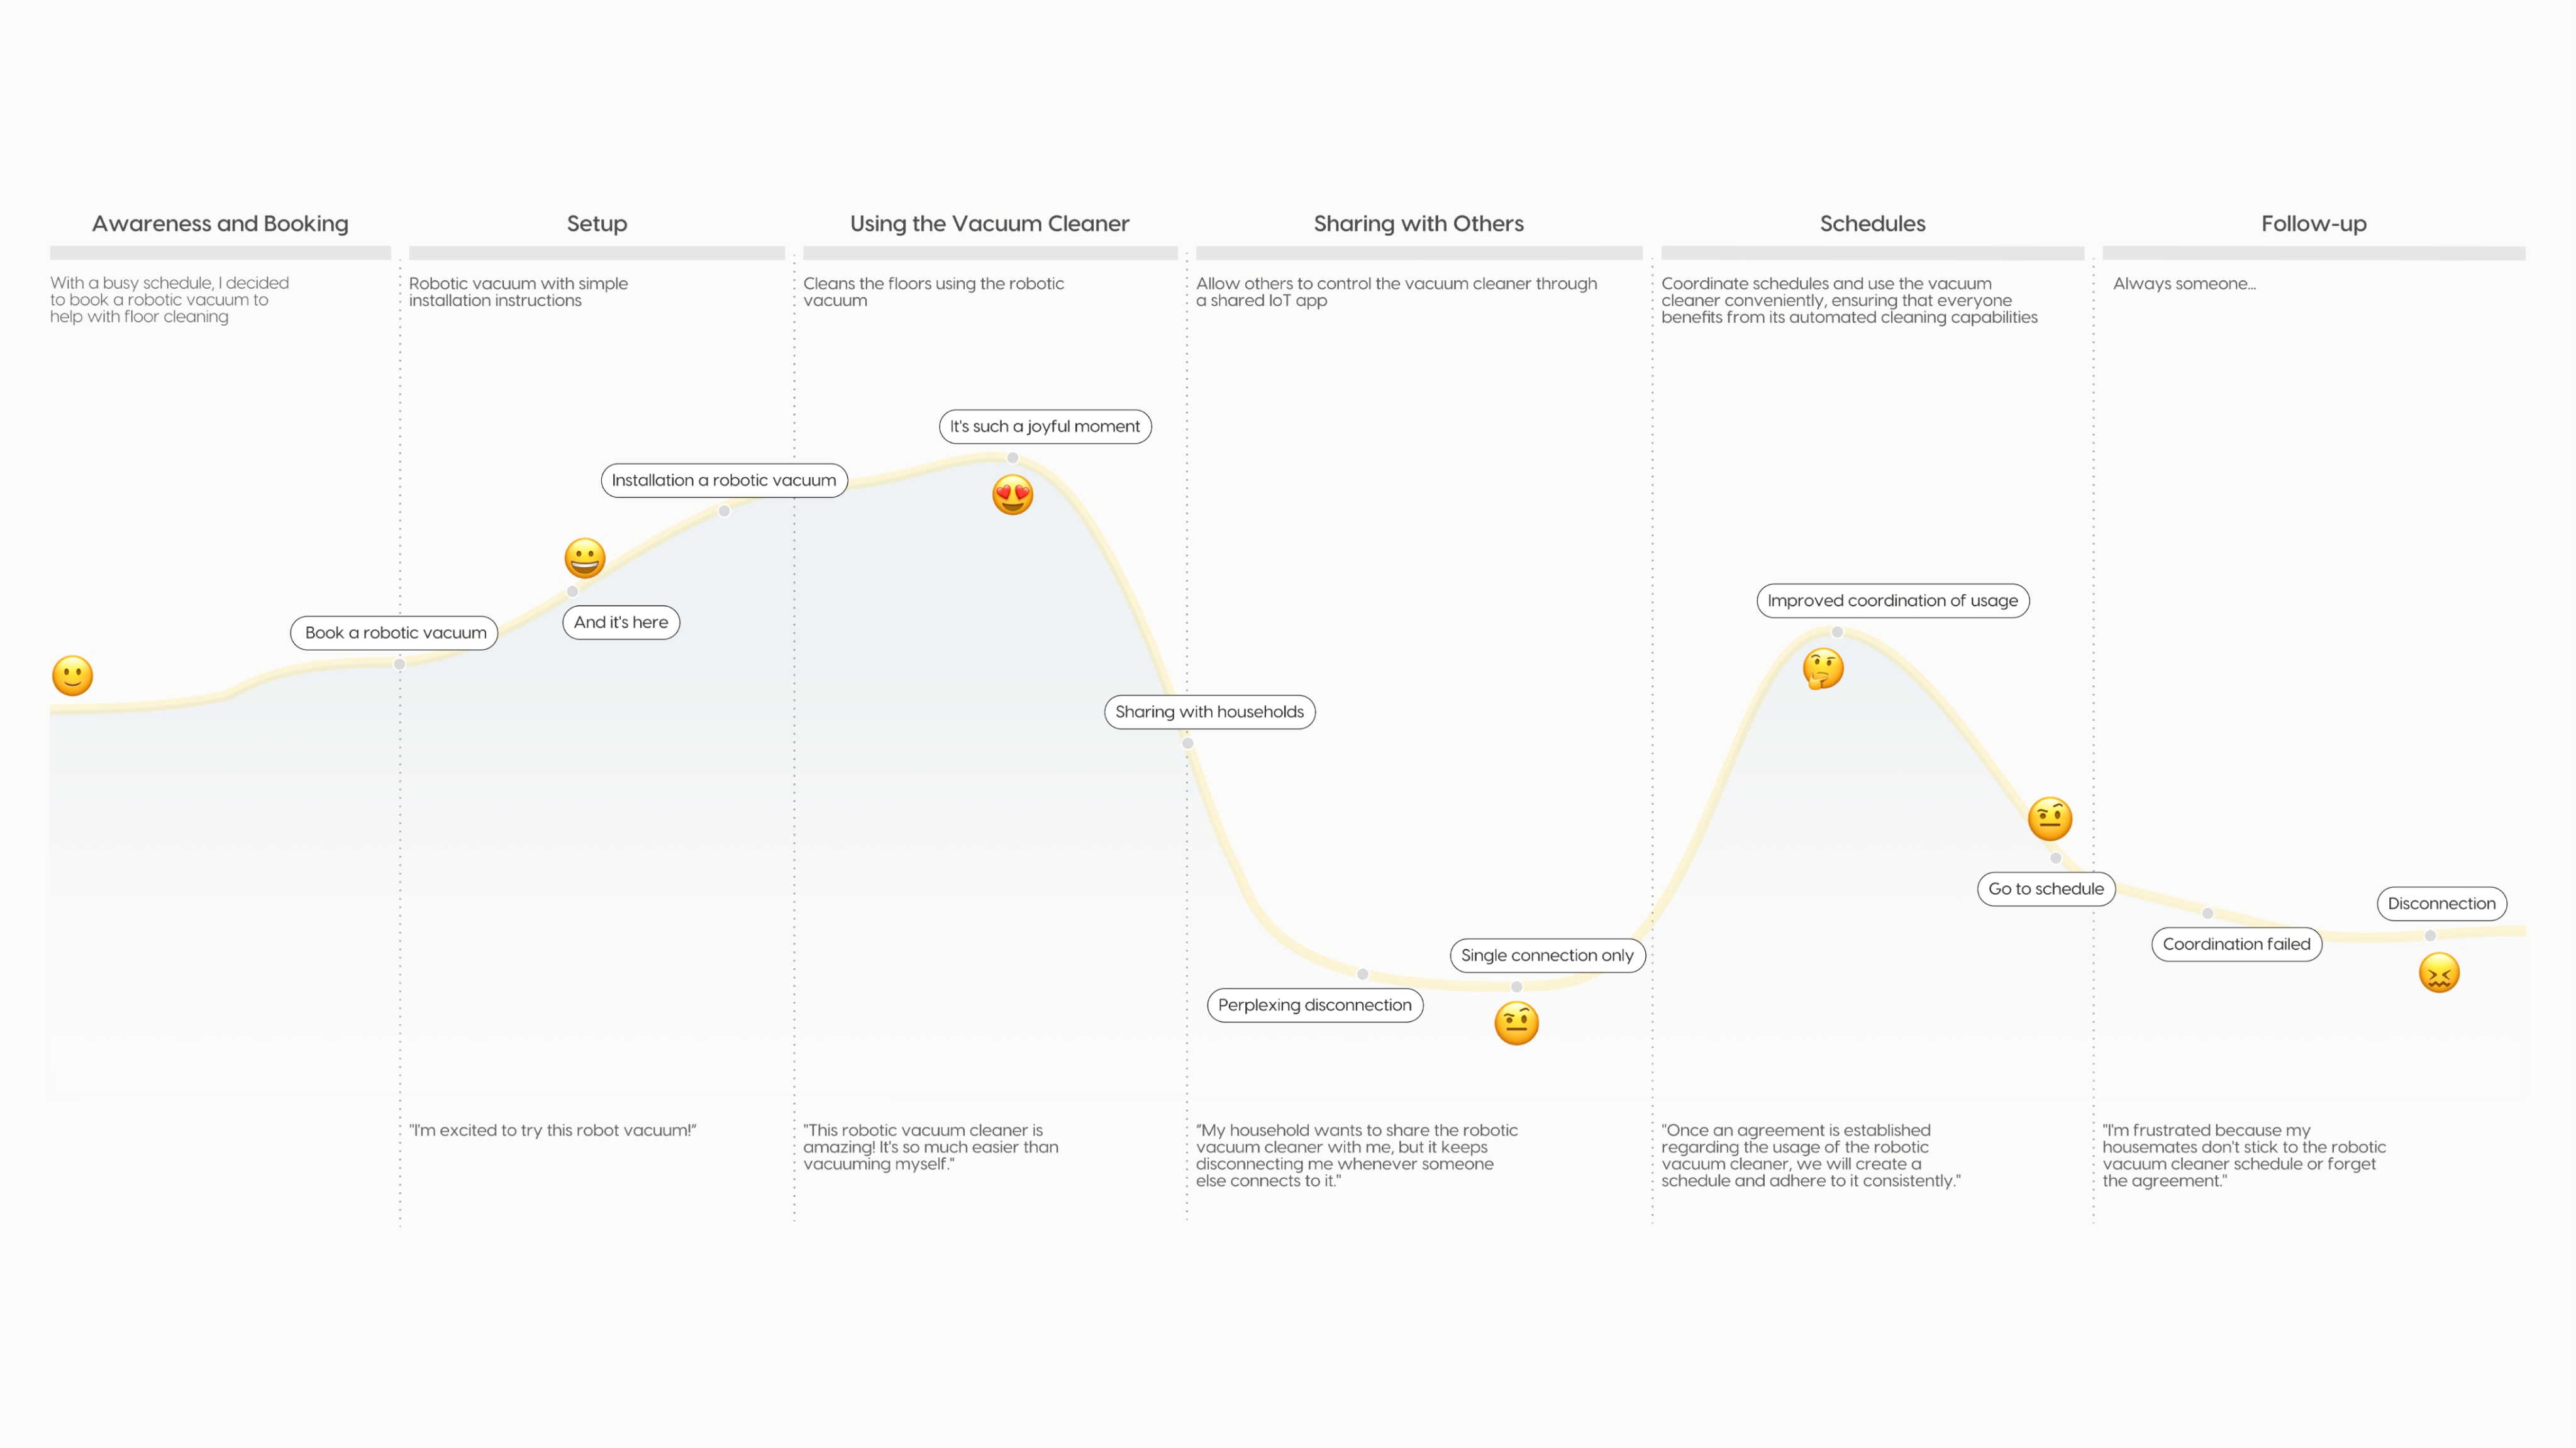 Awareness and Booking
Setup
Using the Vacuum Cleaner
Sharing with Others
Schedules
Follow-up
With a busy schedule, I decided
to book a robotic vacuum to
help with floor cleaning
Robotic vacuum with simple
installation instructions
Cleans the floors using the robotic
vacuum
Allow others to control the vacuum cleaner through
a shared IoT app
Coordinate schedules and use the vacuum
cleaner conveniently, ensuring that everyone
benefits from its automated cleaning capabilities
Always someone...
Book a robotic vacuum
And it's here
Installation a robotic vacuum
It's such a joyful moment
Sharing with households
Perplexing disconnection
Single connection only
Improved coordination of usage
Go to schedule
Coordination failed
Disconnection
"I'm excited to try this robot vacuum!”
"This robotic vacuum cleaner is
amazing! It's so much easier than
vacuuming myself."
”My household wants to share the robotic
vacuum cleaner with me, but it keeps
disconnecting me whenever someone
else connects to it."
"Once an agreement is established
regarding the usage of the robotic
vacuum cleaner, we will create a
schedule and adhere to it consistently."
"I'm frustrated because my
housemates don't stick to the robotic
vacuum cleaner schedule or forget
the agreement."